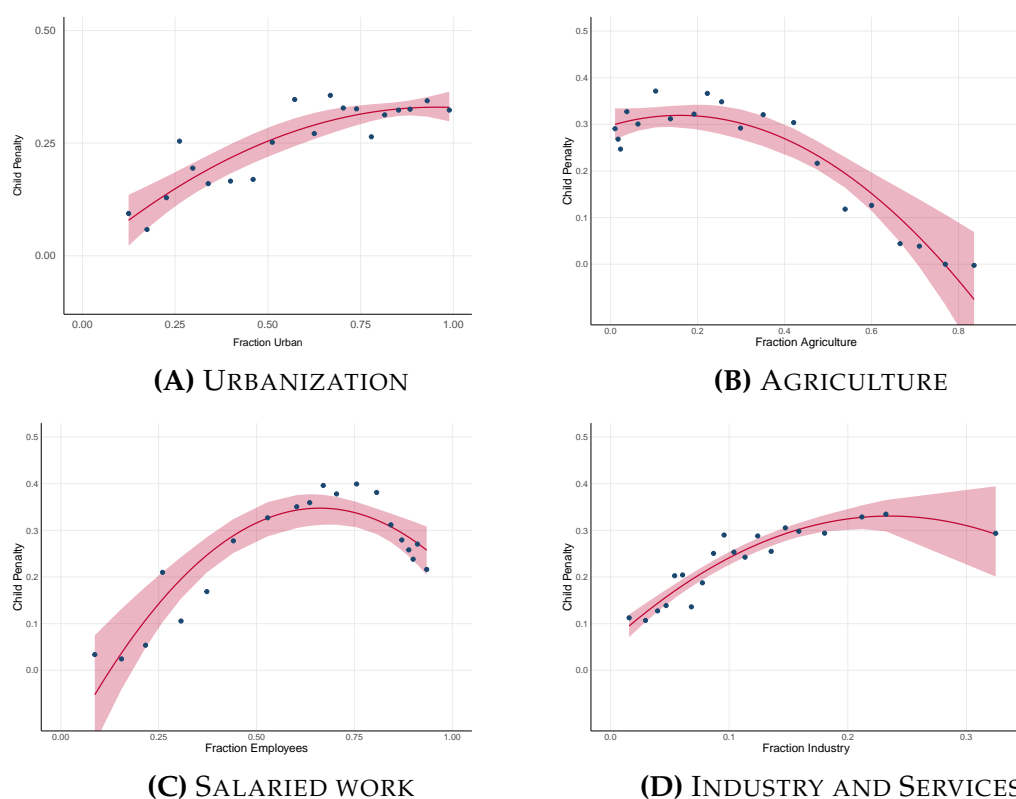 0.50
0.25
0.00
Child Penalty
0.00 0.25 0.50 0.75 1.00
Fraction Urban
(A) URBANIZATION
0.5
0.4
0.3
0.2
0.1
0.0
Child Penalty
0.0 0.2 0.4 0.6 0.8
Fraction Agriculture
(B) AGRICULTURE
0.5
0.4
0.3
0.2
0.1
0.0
Child Penalty
0.00 0.25 0.50 0.75 1.00
Fraction Employees
(C) SALARIED WORK
0.5
0.4
0.3
0.2
0.1
0.0
Child Penalty
0.0 0.1 0.2 0.3
Fraction Industry
(D) INDUSTRY AND SERVICES